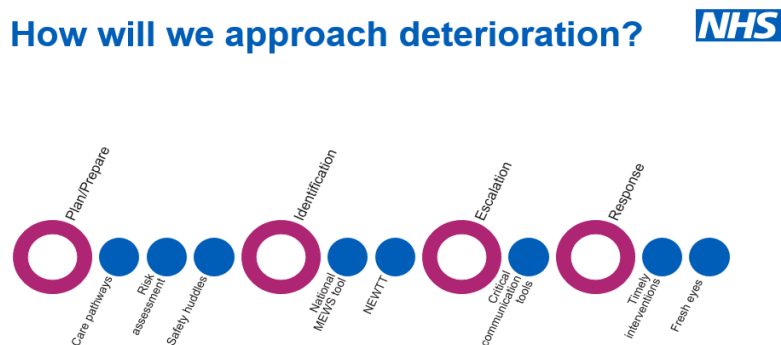 How will we approach deterioration?
NHS
Plan/Prepare
Care pathways
Risk
assessment
Safety huddles
Identification
National
MEWS tool
NEWTT
Escalation
Critical
communication
tools
Response
Timely
interventions
Fresh eyes